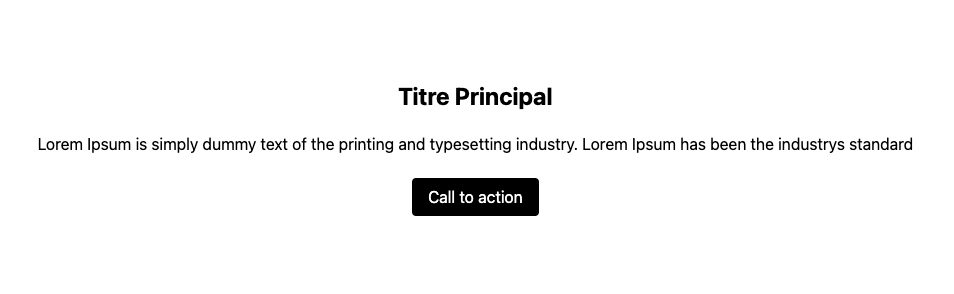 Titre Principal
Lorem Ipsum is simply dummy text of the printing and typesetting industry. Lorem Ipsum has been the industrys standard
Call to action